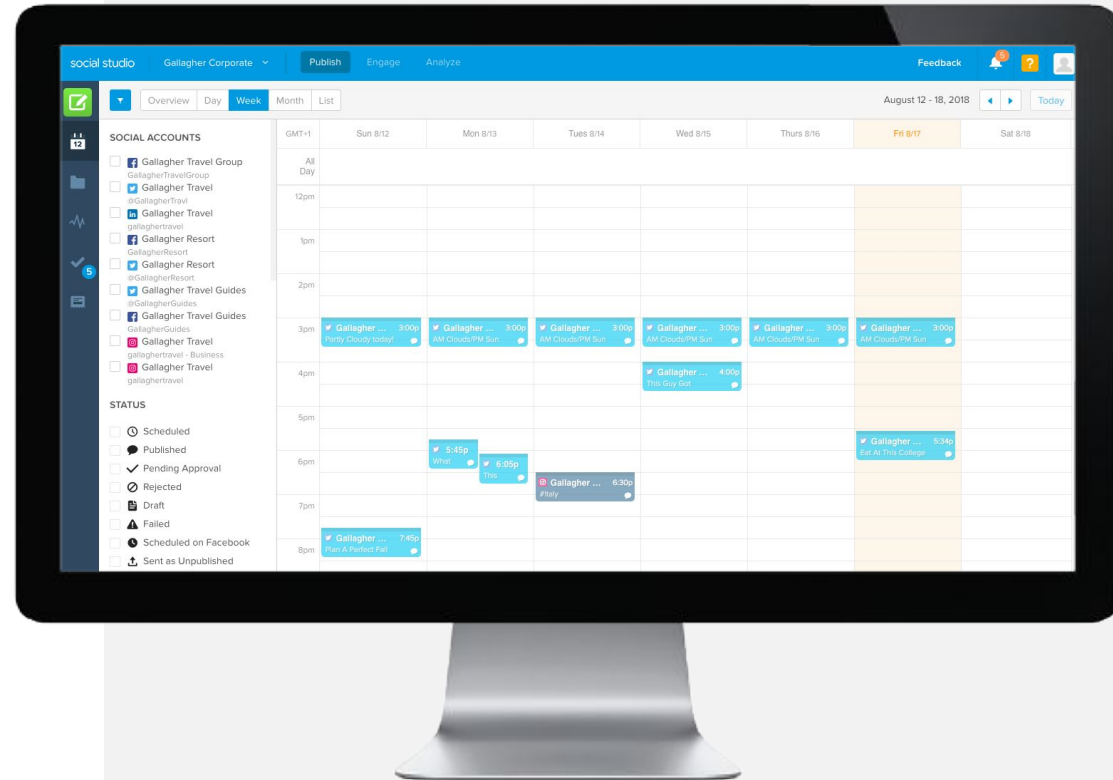 social studio Gallagher Corporate Publish Engage Analyze Feedback 5 ?
Overview Day Week Month List August 12 - 18, 2018 Today
12
SOCIAL ACCOUNTS
Gallagher Travel Group
GallagherTravelGroup
Gallagher Travel
@GallagherTravl
Gallagher Travel
gallaghertravel
Gallagher Resort
GallagherResort
Gallagher Resort
@GallagherResort
Gallagher Travel Guides
@GallagherGuides
Gallagher Travel Guides
GallagherGuides
Gallagher Travel
gallaghertravel - Business
Gallagher Travel
gallaghertravel
5
STATUS
Scheduled
Published
Pending Approval
Rejected
Draft
Failed
Scheduled on Facebook
Sent as Unpublished
GMT+1 Sun 8/12 Mon 8/13 Tues 8/14 Wed 8/15 Thurs 8/16 Fri 8/17 Sat 8/18
All
Day
12pm
1pm
2pm
3pm
Gallagher ... 3:00p
Partly Cloudy today!
Gallagher ... 3:00p
AM Clouds/PM Sun
Gallagher ... 3:00p
AM Clouds/PM Sun
Gallagher ... 3:00p
AM Clouds/PM Sun
Gallagher ... 3:00p
AM Clouds/PM Sun
Gallagher ... 3:00p
AM Clouds/PM Sun
4pm
Gallagher ... 4:00p
This Guy Got
5pm
Gallagher ... 5:34p
Eat At This College
5:45p
What
6pm
6:05p
This
Gallagher ... 6:30p
#Italy
7pm
Gallagher ... 7:45p
Plan A Perfect Fall
8pm